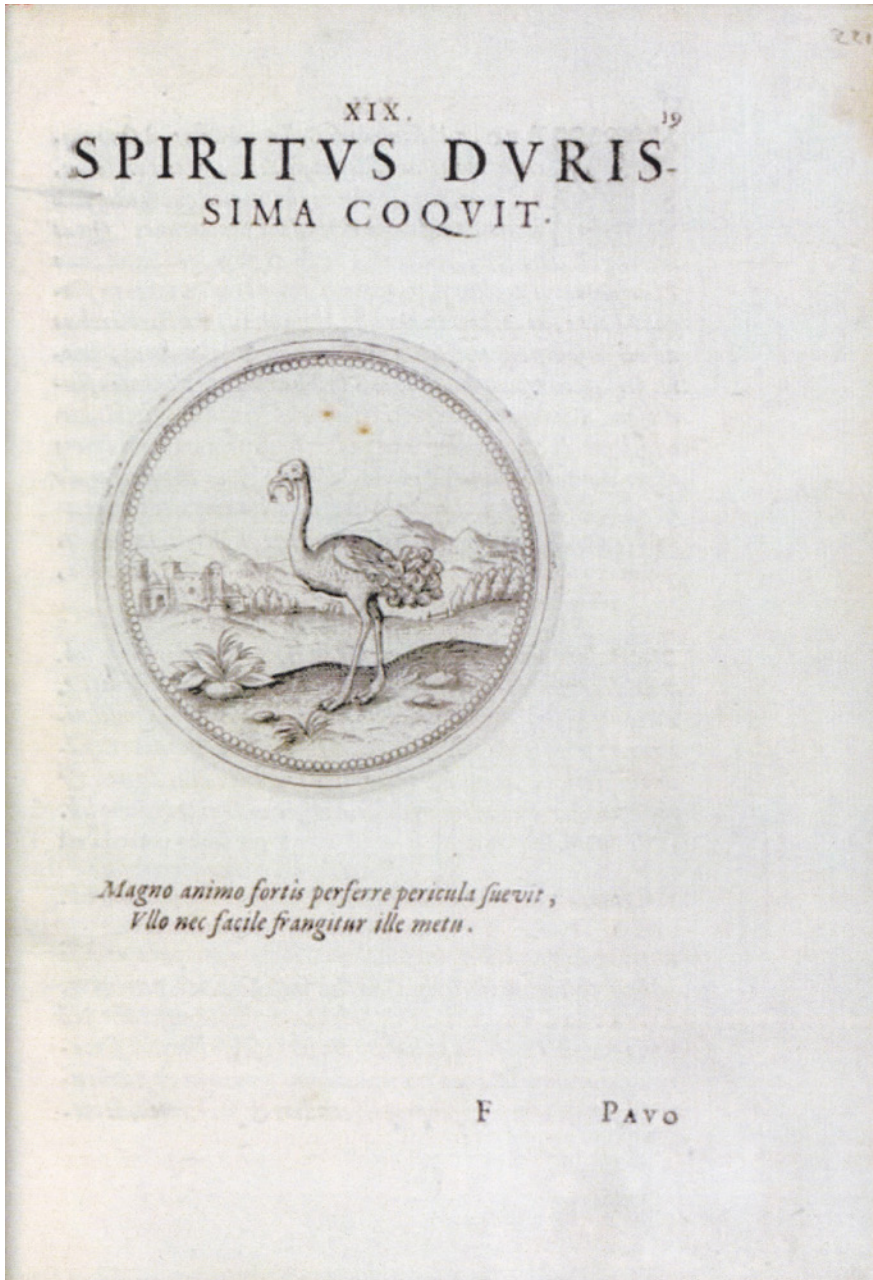 XIX.
19
SPIRITVS DVRIS-
SIMA COQVIT.
Magno animo fortis perferre pericula suevit,
Vllo nec facile frangitur ille metu.
F PAVO